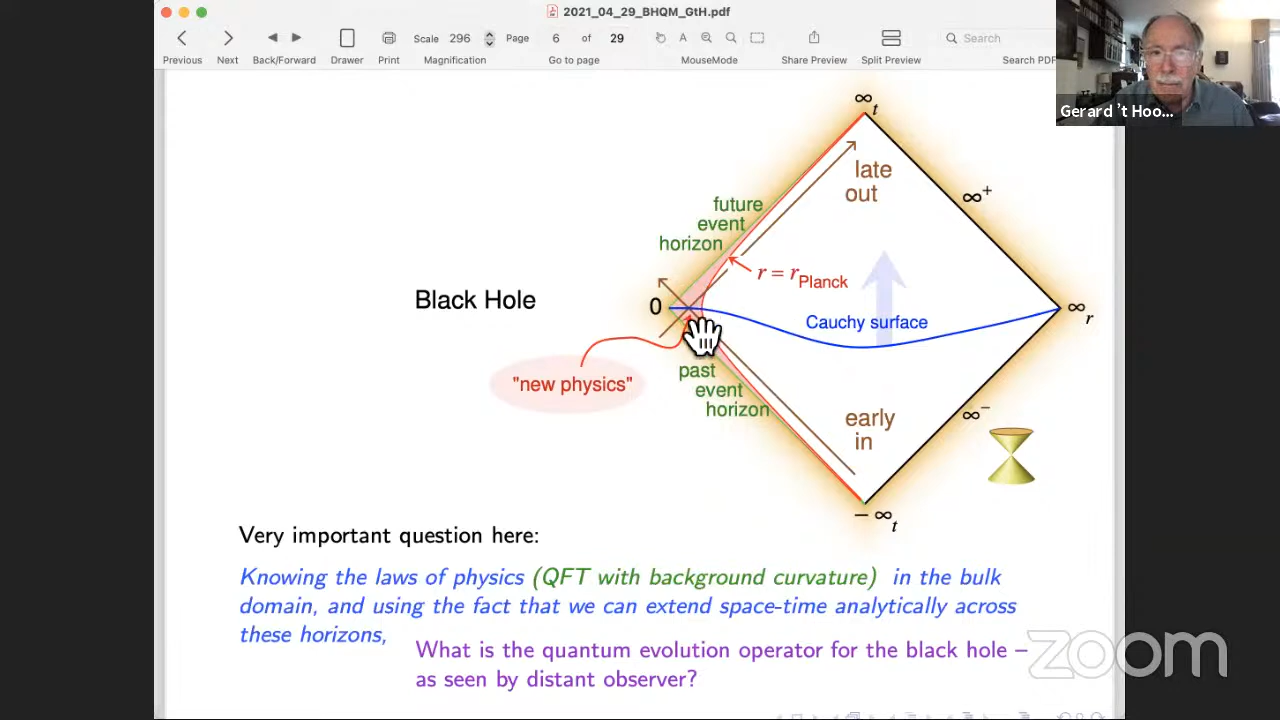 2021_04_29_BHQM_GtH.pdf
Scale 296 Page 6 of 29 A Search
Previous Next Back/Forward Drawer Print Magnification Go to page MouseMode Share Preview Split Preview Search PDF
Gerard 't Hoo...
∞t
late
out
∞+
future
event
horizon
r = rPlanck
Black Hole
0
∞r
Cauchy surface
"new physics"
past
event
horizon
early
in
∞−
− ∞t
Very important question here:
Knowing the laws of physics (QFT with background curvature) in the bulk
domain, and using the fact that we can extend space-time analytically across
these horizons,
What is the quantum evolution operator for the black hole –
as seen by distant observer?
zoom